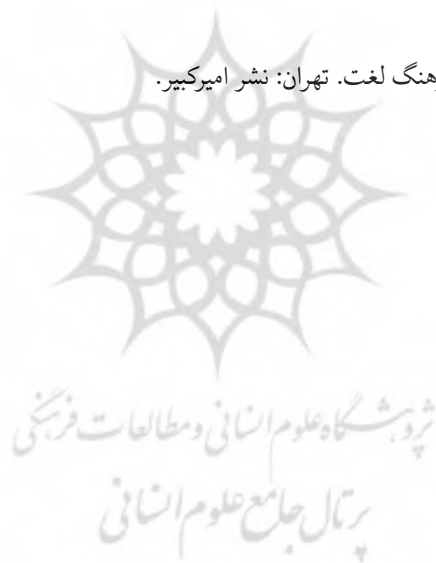 هنگ لغت. تهران: نشر امیرکبیر.
پژوهشگاه علوم انسانی و مطالعات فرهنگی
پرتال جامع علوم انسانی